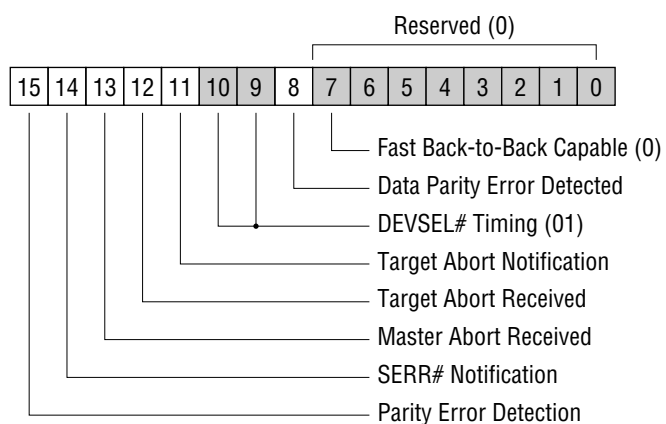 Reserved (0)
15 14 13 12 11 10 9 8 7 6 5 4 3 2 1 0
Fast Back-to-Back Capable (0)
Data Parity Error Detected
DEVSEL# Timing (01)
Target Abort Notification
Target Abort Received
Master Abort Received
SERR# Notification
Parity Error Detection